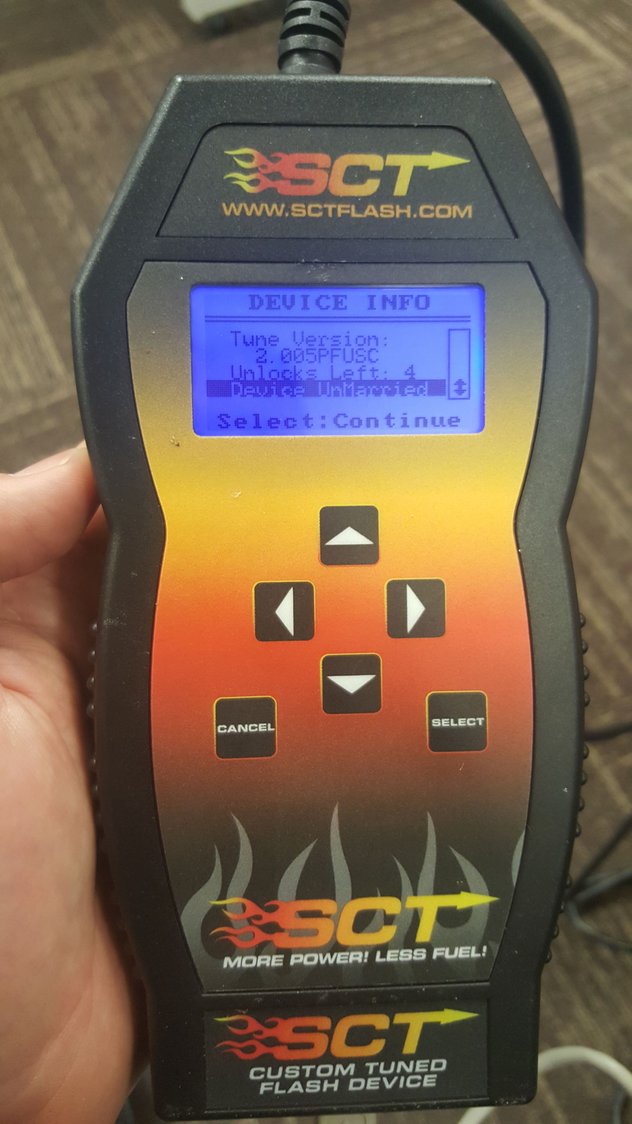 SCT
WWW.SCTFLASH.COM
DEVICE INFO
Tune Version:
2.005PFUSC
Unlocks Left: 4
Device UnMarried
Select:Continue
CANCEL
SELECT
SCT
MORE POWER! LESS FUEL!
SCT
CUSTOM TUNED
FLASH DEVICE